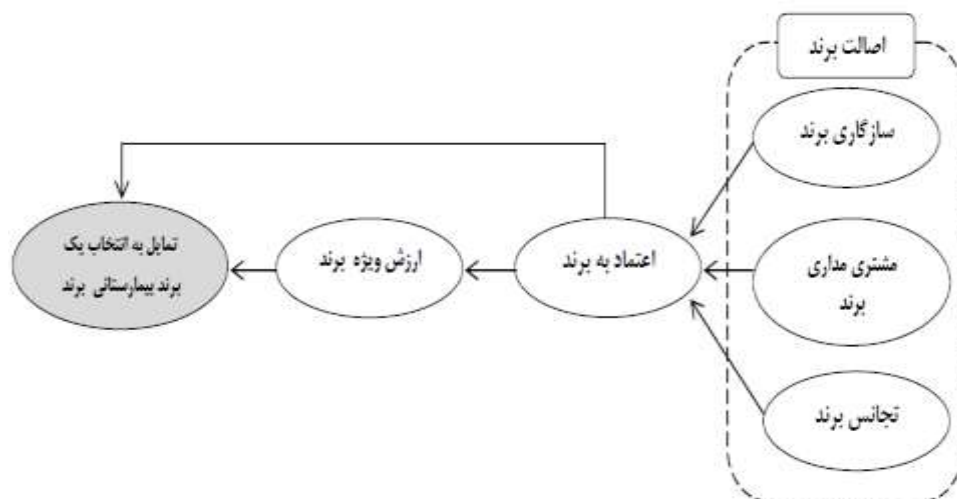 اصالت برند
سازگاری برند
مشتری مداری
برند
تجانس برند
اعتماد به برند
ارزش ویژه برند
تمایل به انتخاب یک
برند بیمارستانی برند